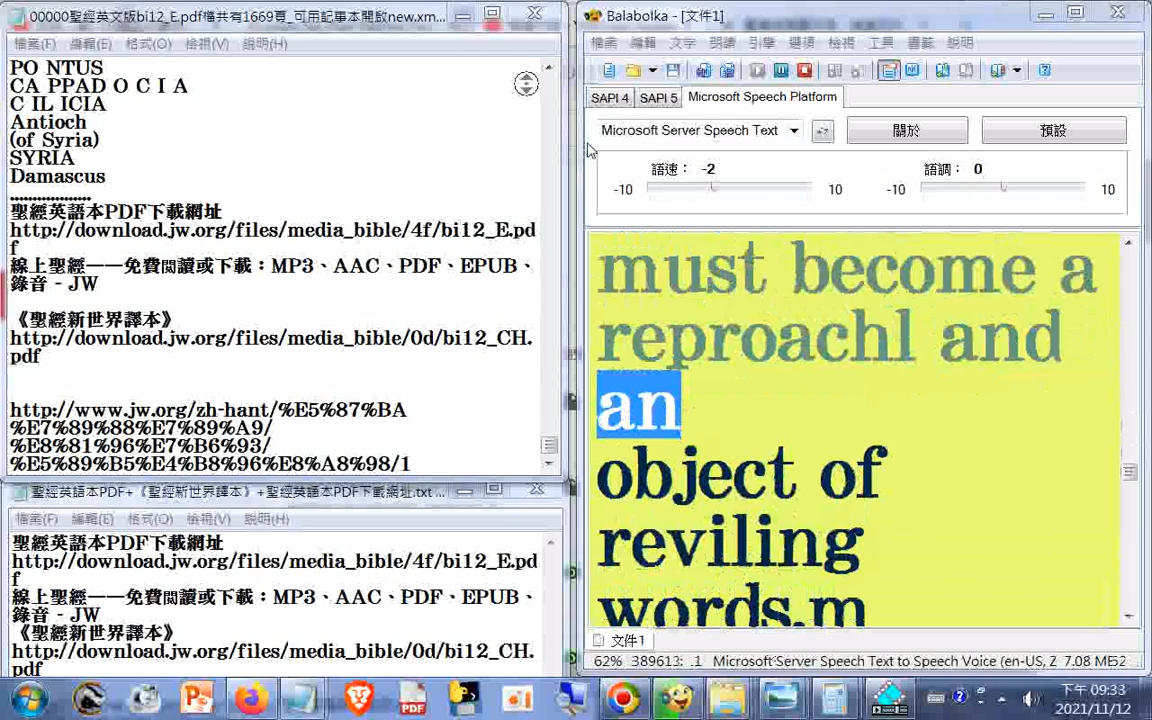 00000聖經英文版bi12_E.pdf檔共有1669頁_可用記事本開啟new.xm...
檔案(F) 編輯(E) 格式(O) 檢視(V) 說明(H)
PO NTUS
CA PPAD O C I A
C IL ICIA
Antioch
(of Syria)
SYRIA
Damascus
..................
聖經英語本PDF下載網址
http://download.jw.org/files/media_bible/4f/bi12_E.pd
f
線上聖經——免費閱讀或下載：MP3、AAC、PDF、EPUB、
錄音 - JW
《聖經新世界譯本》
http://download.jw.org/files/media_bible/0d/bi12_CH.
pdf
http://www.jw.org/zh-hant/%E5%87%BA
%E7%89%88%E7%89%A9/
%E8%81%96%E7%B6%93/
%E5%89%B5%E4%B8%96%E8%A8%98/1
聖經英語本PDF+《聖經新世界譯本》+聖經英語本PDF下載網址.txt ...
檔案(F) 編輯(E) 格式(O) 檢視(V) 說明(H)
聖經英語本PDF下載網址
http://download.jw.org/files/media_bible/4f/bi12_E.pd
f
線上聖經——免費閱讀或下載：MP3、AAC、PDF、EPUB、
錄音 - JW
《聖經新世界譯本》
http://download.jw.org/files/media_bible/0d/bi12_CH.
pdf
Balabolka - [文件1]
檔案 編輯 文字 朗讀 引擎 選項 檢視 工具 書籤 說明
SAPI 4 SAPI 5 Microsoft Speech Platform
Microsoft Server Speech Text 關於 預設
語速： -2 語調： 0
-10 10 -10 10
must become a
reproachl and
an
object of
reviling
words,m
文件1
62% 389613: .1 Microsoft Server Speech Text to Speech Voice (en-US, Z 7.08 ME52
PDF
下午 09:33
2021/11/12